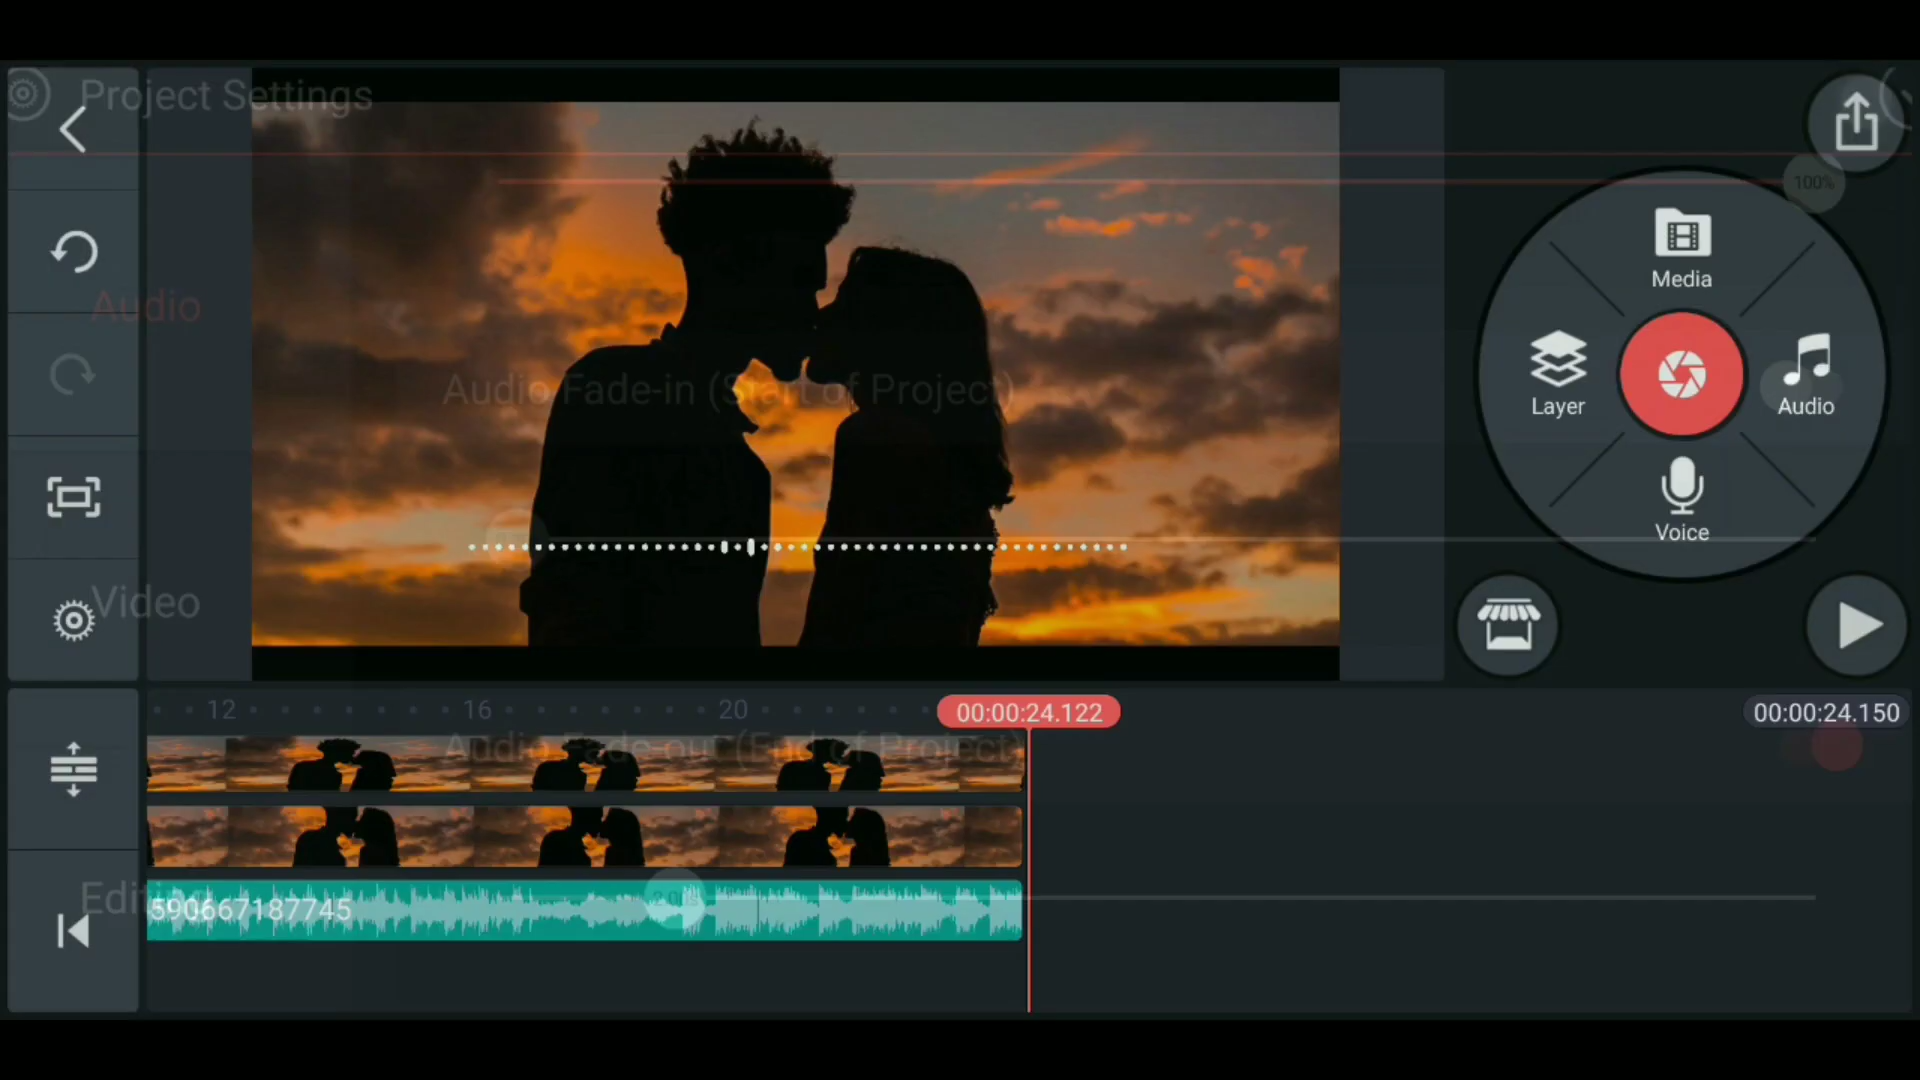 Project Settings
100%
Media
Audio
Audio Fade-in (Start of Project)
Layer
Audio
Voice
Video
12
16
20
00:00:24.122
00:00:24.150
Audio Fade-out (End of Project)
590667187745